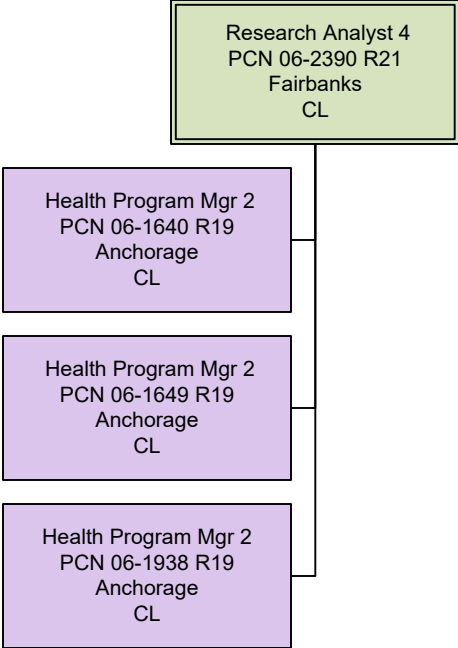 Research Analyst 4
PCN 06-2390 R21
Fairbanks
CL
Health Program Mgr 2
PCN 06-1640 R19
Anchorage
CL
Health Program Mgr 2
PCN 06-1649 R19
Anchorage
CL
Health Program Mgr 2
PCN 06-1938 R19
Anchorage
CL